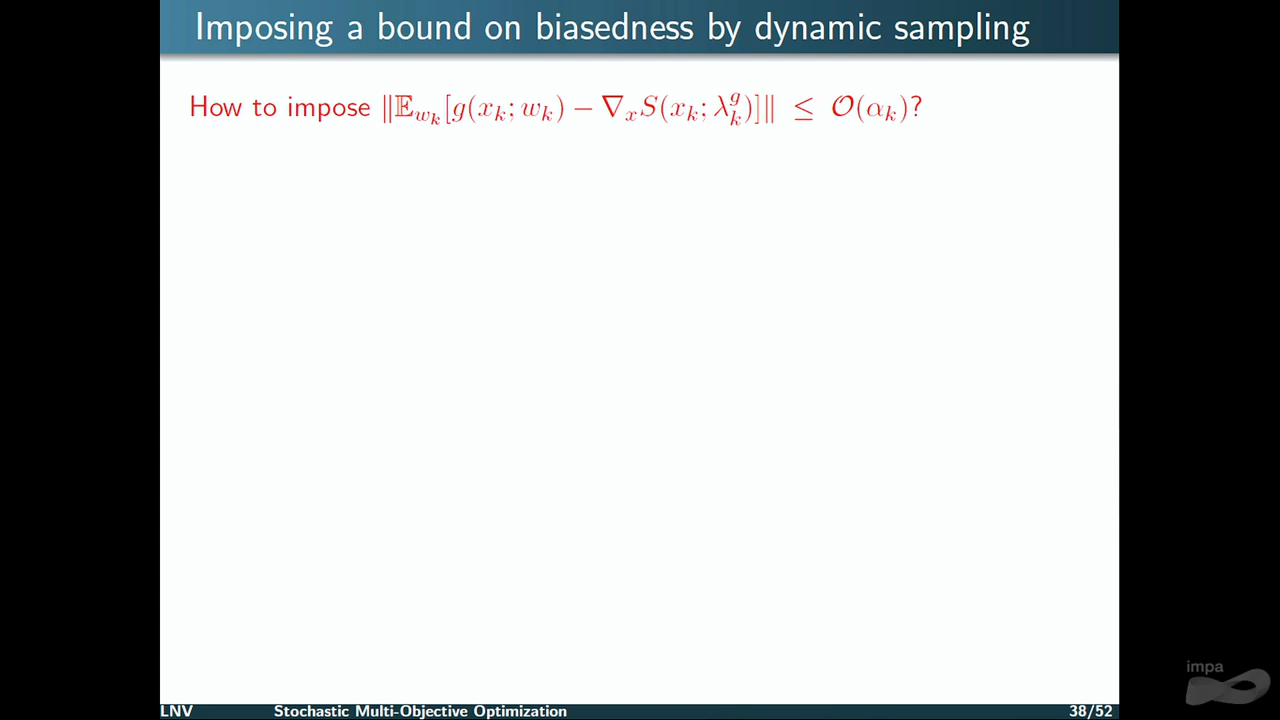 Imposing a bound on biasedness by dynamic sampling
How to impose ‖𝔼_{w_k}[g(x_k; w_k) − ∇_x S(x_k; λ_k^g)]‖ ≤ 𝒪(α_k)?
impa
LNV Stochastic Multi-Objective Optimization 38/52